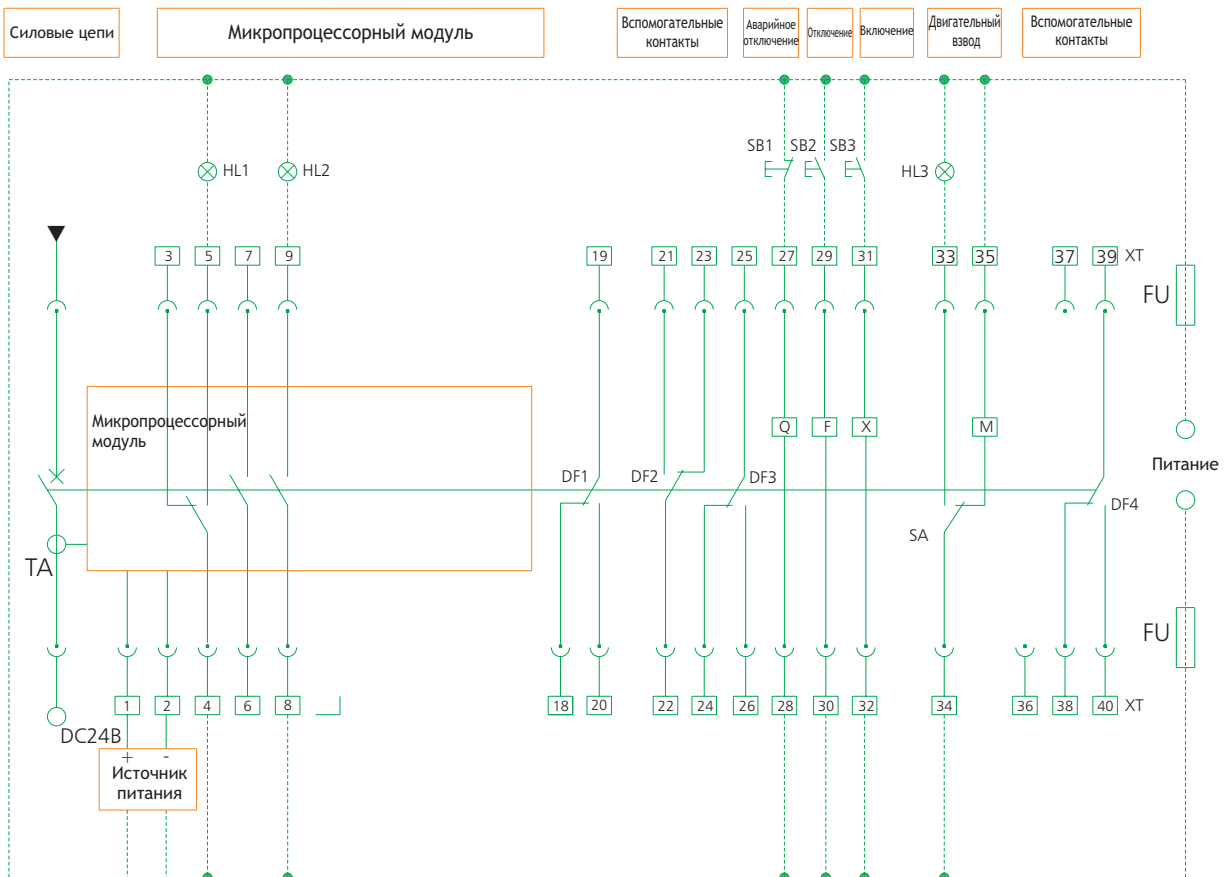 Силовые цепи
Микропроцессорный модуль
Вспомогательные
контакты
Аварийное
отключение
Отключение
Включение
Двигательный
взвод
Вспомогательные
контакты
SB1
SB2
SB3
HL1
HL2
HL3
3
5
7
9
19
21
23
25
27
29
31
33
35
37
39
XT
FU
Микропроцессорный
модуль
Q
F
X
M
Питание
DF1
DF2
DF3
DF4
SA
TA
FU
1
2
4
6
8
18
20
22
24
26
28
30
32
34
36
38
40
XT
DC24В
+
-
Источник
питания